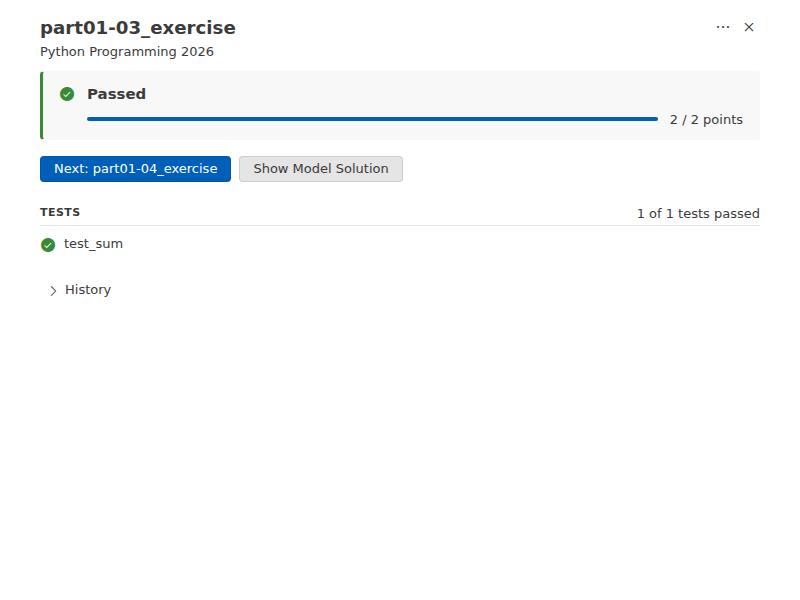 part01-03_exercise
Python Programming 2026
Passed
2 / 2 points
Next: part01-04_exercise
Show Model Solution
TESTS
1 of 1 tests passed
test_sum
History